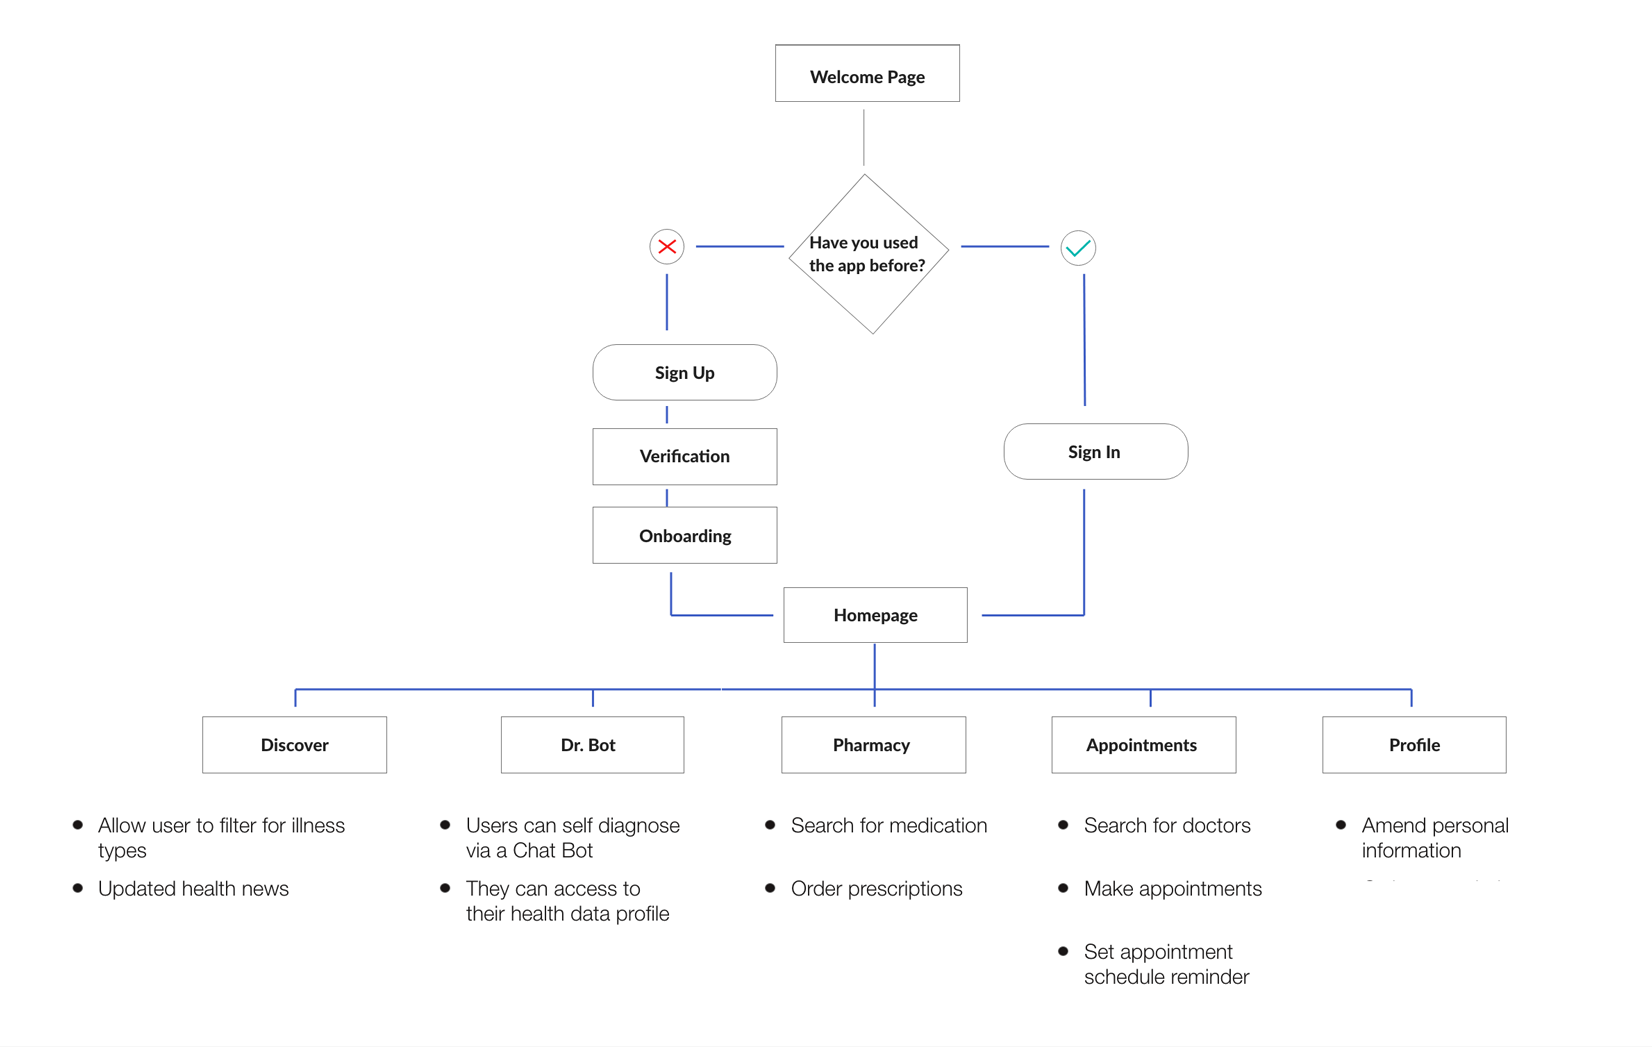 Welcome Page
Have you used
the app before?
Sign Up
Verification
Sign In
Onboarding
Homepage
Discover
Dr. Bot
Pharmacy
Appointments
Profile
Allow user to filter for illness
types
Updated health news
Users can self diagnose
via a Chat Bot
They can access to
their health data profile
Search for medication
Order prescriptions
Search for doctors
Make appointments
Set appointment
schedule reminder
Amend personal
information